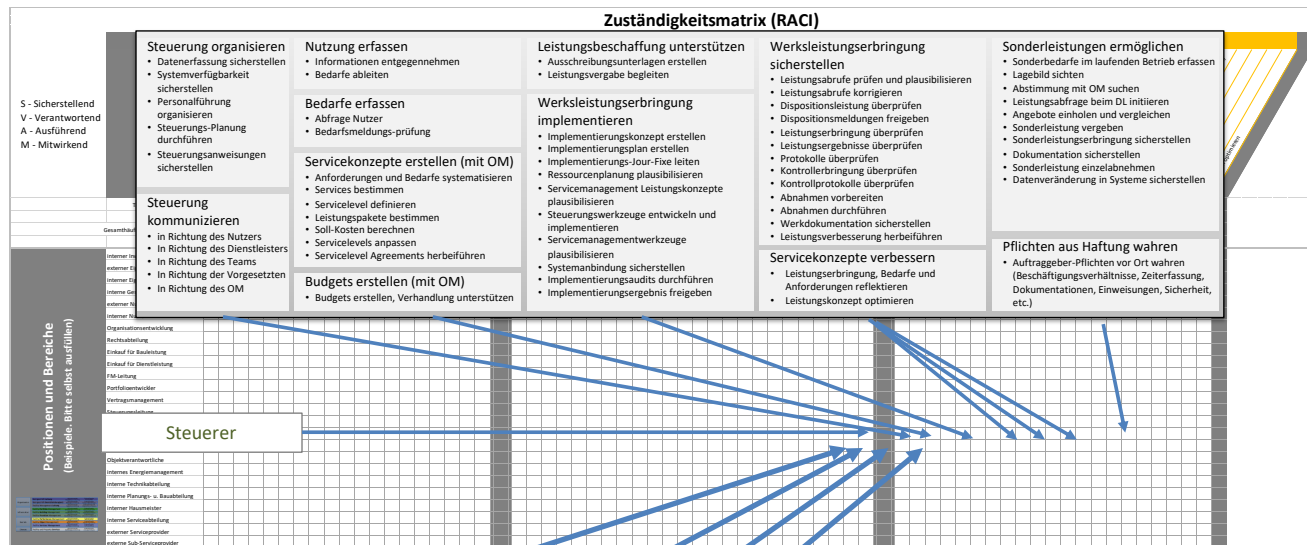 Zuständigkeitsmatrix (RACI)
S - Sicherstellend
V - Verantwortend
A - Ausführend
M - Mitwirkend
Steuerung organisieren
• Datenerfassung sicherstellen
• Systemverfügbarkeit
sicherstellen
• Personalführung
organisieren
• Steuerungs-Planung
durchführen
• Steuerungsanweisungen
sicherstellen
Steuerung
kommunizieren
• in Richtung des Nutzers
• In Richtung des Dienstleisters
• In Richtung des Teams
• In Richtung der Vorgesetzten
• In Richtung des OM
Nutzung erfassen
• Informationen entgegennehmen
• Bedarfe ableiten
Bedarfe erfassen
• Abfrage Nutzer
• Bedarfsmeldungs-prüfung
Servicekonzepte erstellen (mit OM)
• Anforderungen und Bedarfe systematisieren
• Services bestimmen
• Servicelevel definieren
• Leistungspakete bestimmen
• Soll-Kosten berechnen
• Servicelevels anpassen
• Servicelevel Agreements herbeiführen
Budgets erstellen (mit OM)
• Budgets erstellen, Verhandlung unterstützen
Leistungsbeschaffung unterstützen
• Ausschreibungsunterlagen erstellen
• Leistungsvergabe begleiten
Werksleistungserbringung
implementieren
• Implementierungskonzept erstellen
• Implementierungsplan erstellen
• Implementierungs-Jour-Fixe leiten
• Ressourcenplanung plausibilisieren
• Servicemanagement Leistungskonzepte
plausibilisieren
• Steuerungswerkzeuge entwickeln und
implementieren
• Servicemanagementwerkzeuge
plausibilisieren
• Systemanbindung sicherstellen
• Implementierungsaudits durchführen
• Implementierungsergebnis freigeben
Werksleistungserbringung
sicherstellen
• Leistungsabrufe prüfen und plausibilisieren
• Leistungsabrufe korrigieren
• Dispositionsleistung überprüfen
• Dispositionsmeldungen freigeben
• Leistungserbringung überprüfen
• Leistungsergebnisse überprüfen
• Protokolle überprüfen
• Kontrollerbringung überprüfen
• Kontrollprotokolle überprüfen
• Abnahmen vorbereiten
• Abnahmen durchführen
• Werkdokumentation sicherstellen
• Leistungsverbesserung herbeiführen
Servicekonzepte verbessern
• Leistungserbringung, Bedarfe und
Anforderungen reflektieren
• Leistungskonzept optimieren
Sonderleistungen ermöglichen
• Sonderbedarfe im laufenden Betrieb erfassen
• Lagebild sichten
• Abstimmung mit OM suchen
• Leistungsabfrage beim DL initiieren
• Angebote einholen und vergleichen
• Sonderleistung vergeben
• Sonderleistungserbringung sicherstellen
• Dokumentation sicherstellen
• Sonderleistung einzelabnehmen
• Datenveränderung in Systeme sicherstellen
Pflichten aus Haftung wahren
• Auftraggeber-Pflichten vor Ort wahren
(Beschäftigungsverhältnisse, Zeiterfassung,
Dokumentationen, Einweisungen, Sicherheit,
etc.)
Positionen und Bereiche
(Beispiele. Bitte selbst ausfüllen)
Organisationsentwicklung
Rechtsabteilung
Einkauf für Bauleistung
Einkauf für Dienstleistung
FM-Leitung
Portfolioentwickler
Vertragsmanagement
Steuerer
Objektverantwortliche
internes Energiemanagement
interne Technikabteilung
interne Planungs- u. Bauabteilung
interner Hausmeister
interne Serviceabteilung
externer Serviceprovider
externe Sub-Serviceprovider